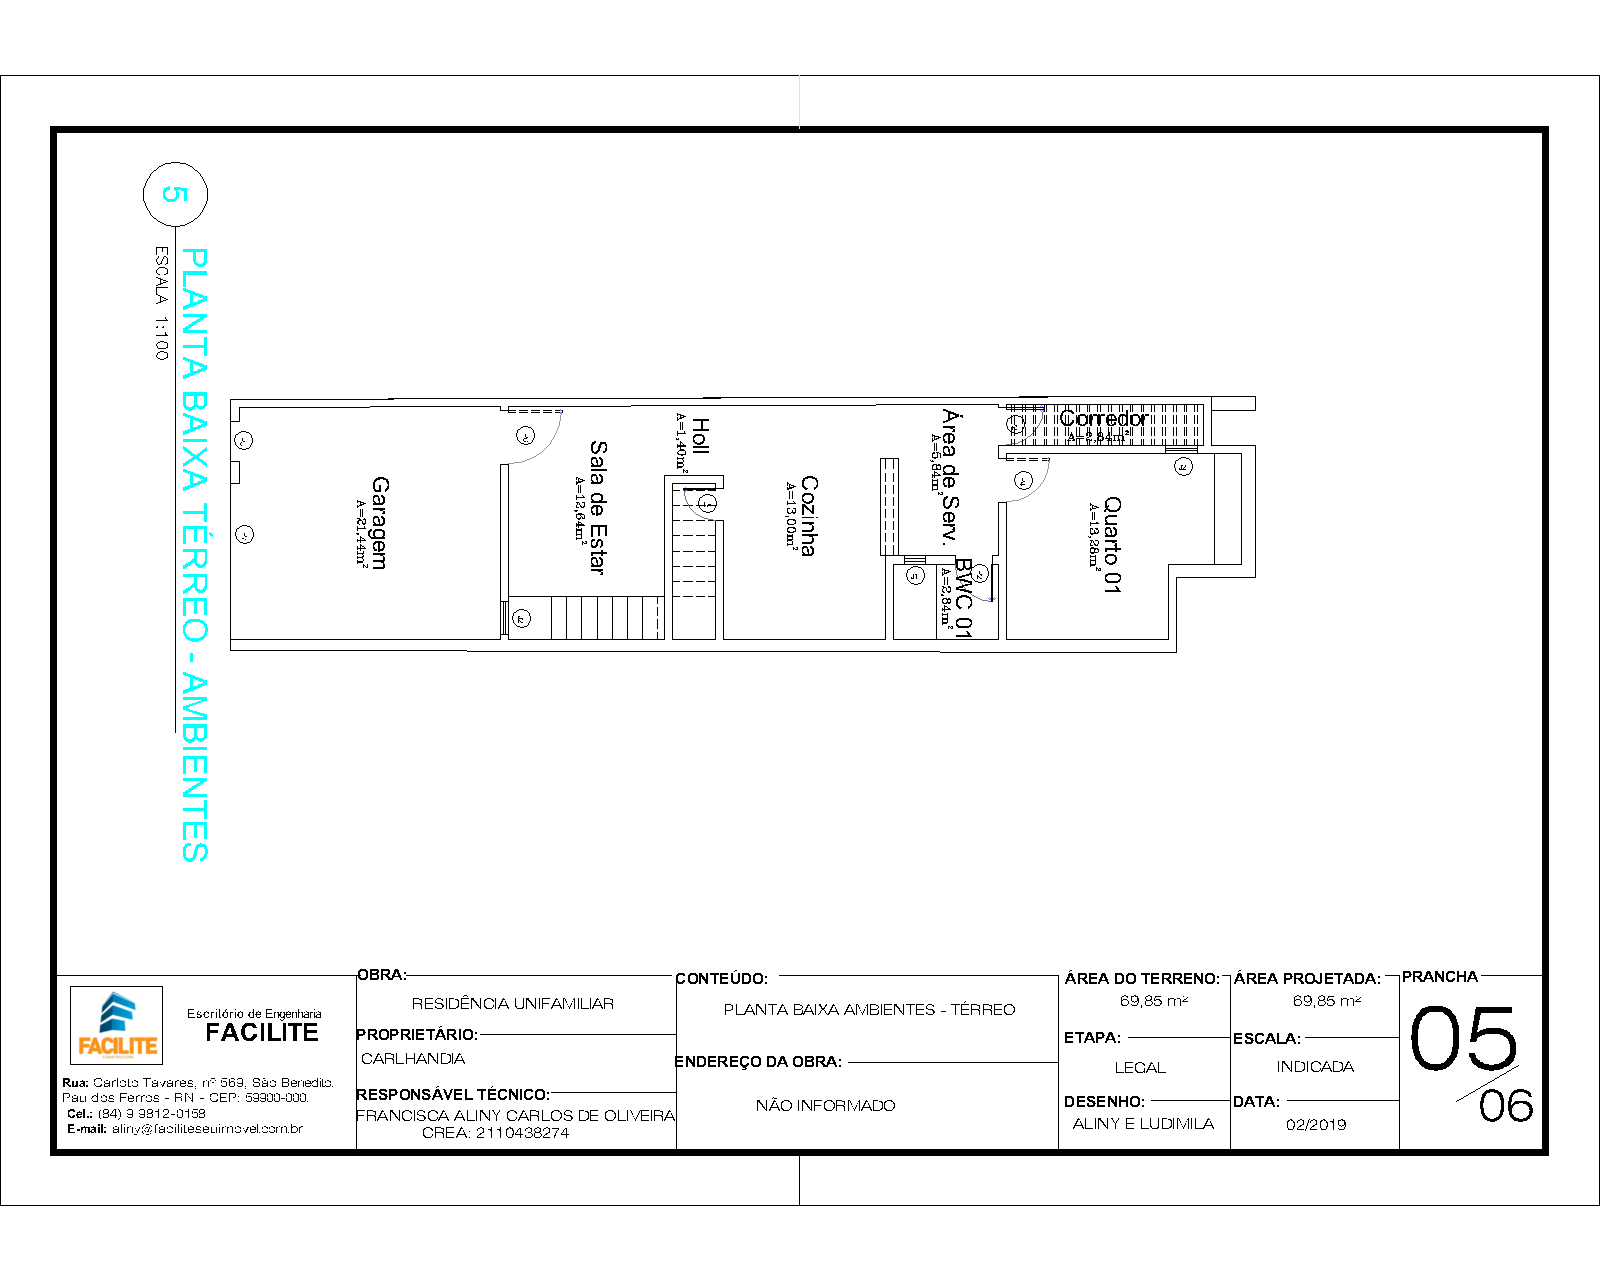 5
PLANTA BAIXA TÉRREO - AMBIENTES
ESCALA 1:100
Garagem
A=21,44m²
Sala de Estar
A=12,64m²
Holl
A=1,40m²
Cozinha
A=13,00m²
Área de Serv.
A=5,84m²
BWC 01
A=2,84m²
Corredor
A=2,84m²
Quarto 01
A=13,28m²
FACILITE
Escritório de Engenharia
FACILITE
Rua: Carloto Tavares, nº 569, São Benedito.
Pau dos Ferros - RN - CEP: 59900-000.
Cel.: (84) 9 9812-0158
E-mail: aliny@faciliteseuimovel.com.br
OBRA:
RESIDÊNCIA UNIFAMILIAR
PROPRIETÁRIO:
CARLHANDIA
RESPONSÁVEL TÉCNICO:
FRANCISCA ALINY CARLOS DE OLIVEIRA
CREA: 2110438274
CONTEÚDO:
PLANTA BAIXA AMBIENTES - TÉRREO
ENDEREÇO DA OBRA:
NÃO INFORMADO
ÁREA DO TERRENO:
69,85 m²
ETAPA:
LEGAL
DESENHO:
ALINY E LUDIMILA
ÁREA PROJETADA:
69,85 m²
ESCALA:
INDICADA
DATA:
02/2019
PRANCHA
05
06